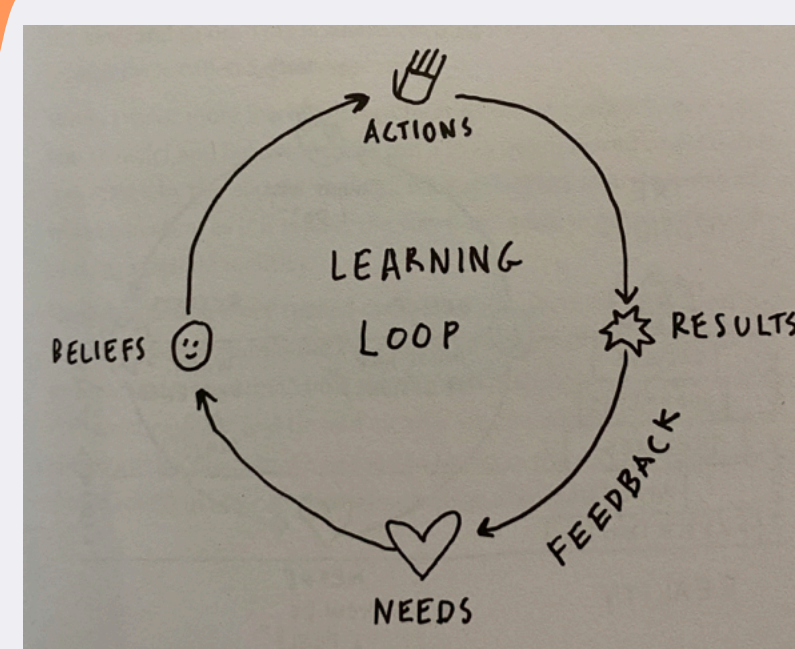 ACTIONS
LEARNING
LOOP
BELIEFS
RESULTS
FEEDBACK
NEEDS